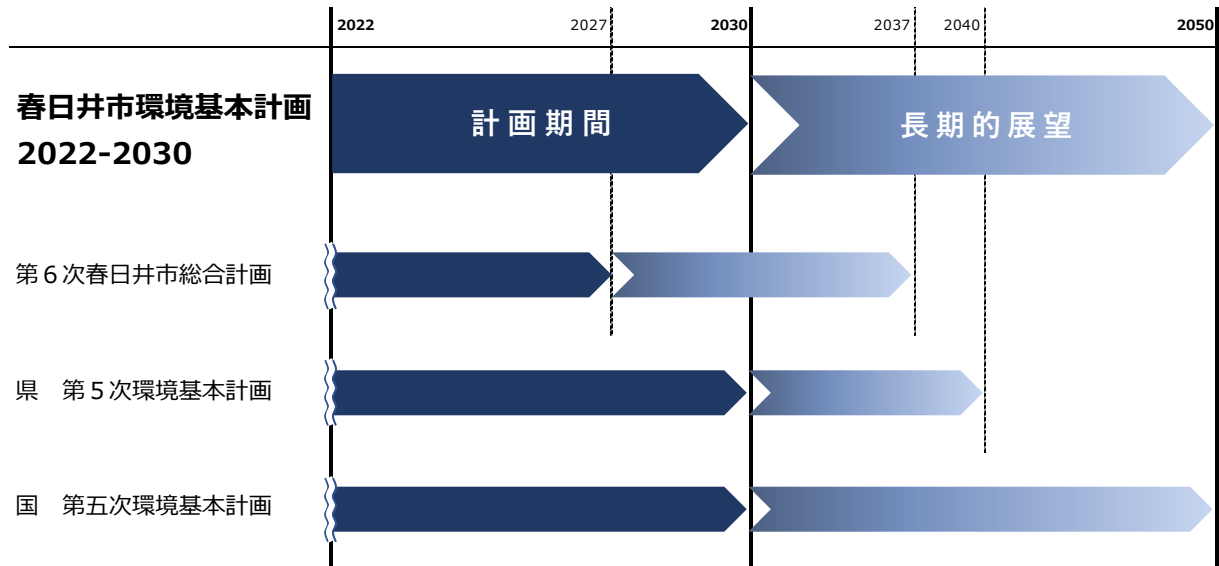 2022 2027 2030 2037 2040 2050
春日井市環境基本計画
2022-2030
計画期間
長期的展望
第６次春日井市総合計画
県　第５次環境基本計画
国　第五次環境基本計画